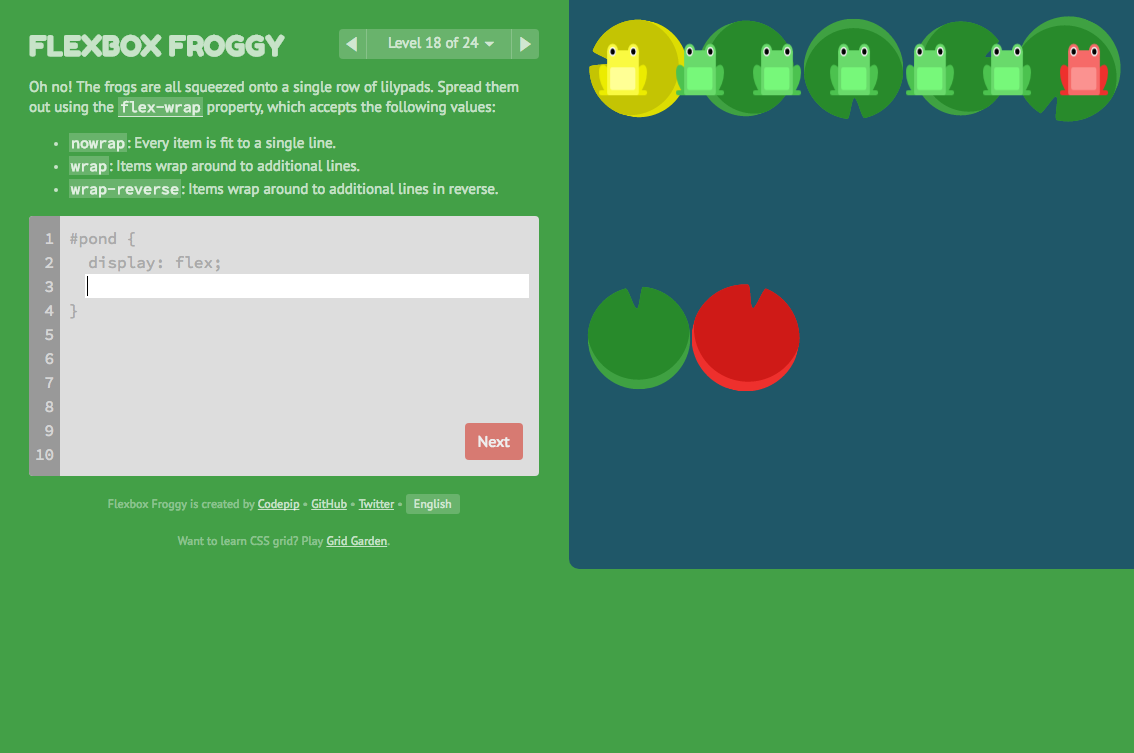 FLEXBOX FROGGY
Level 18 of 24
Oh no! The frogs are all squeezed onto a single row of lilypads. Spread them
out using the flex-wrap property, which accepts the following values:
• nowrap: Every item is fit to a single line.
• wrap: Items wrap around to additional lines.
• wrap-reverse: Items wrap around to additional lines in reverse.
1 #pond {
2 display: flex;
3
4 }
5
6
7
8
9
10
Next
Flexbox Froggy is created by Codepip • GitHub • Twitter • English
Want to learn CSS grid? Play Grid Garden.